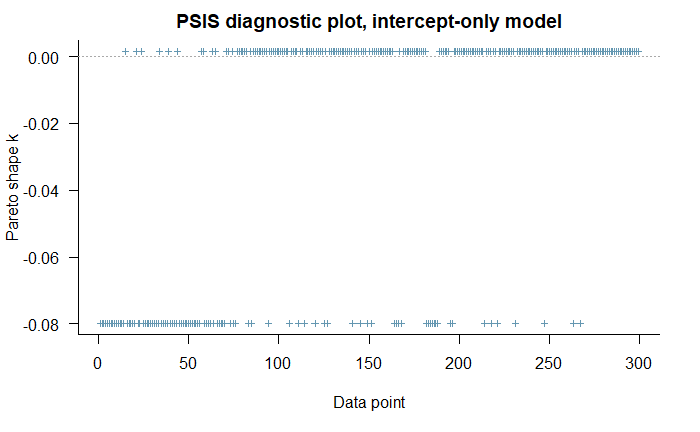 PSIS diagnostic plot, intercept-only model
Pareto shape k
0.00
-0.02
-0.04
-0.06
-0.08
0 50 100 150 200 250 300
Data point